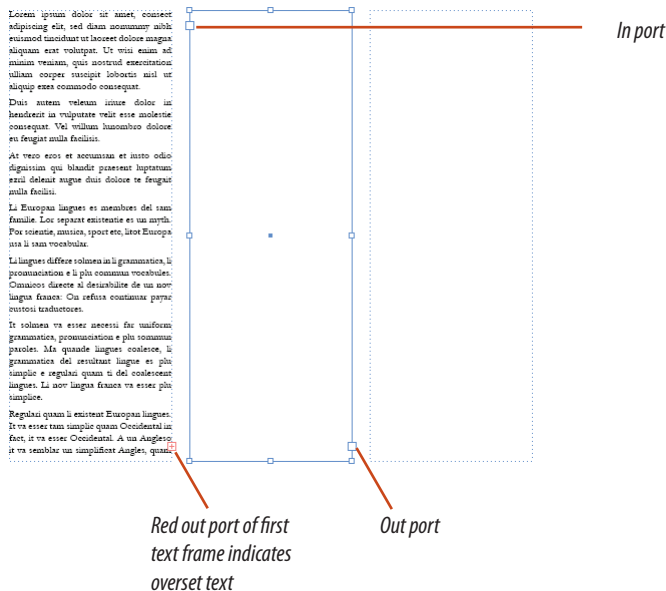 Lorem ipsum dolor sit amet, consect
adipiscing elit, sed diam nonummy nibh
euismod tincidunt ut laoreet dolore magna
aliquam erat volutpat. Ut wisi enim ad
minim veniam, quis nostrud exercitation
ulliam corper suscipit lobortis nisl ut
aliquip exea commodo consequat.
Duis autem veleum iriure dolor in
hendrerit in vulputate velit esse molestie
consequat. Vel willum lunombro dolore
eu feugiat nulla facilisis.
At vero eros et accumsan et iusto odio
dignissim qui blandit praesent luptatum
ezril delenit augue duis dolore te feugait
nulla facilisi.
Li Europan lingues es membres del sam
familie. Lor separat existentie es un myth.
Por scientie, musica, sport etc, litot Europa
usa li sam vocabular.
Li lingues differe solmen in li grammatica, li
pronunciation e li plu commun vocabules.
Omnicos directe al desirabilite de un nov
lingua franca: On refusa continuar payar
custosi traductores.
It solmen va esser necessi far uniform
grammatica, pronunciation e plu sommun
paroles. Ma quande lingues coalesce, li
grammatica del resultant lingue es plu
simplic e regulari quam ti del coalescent
lingues. Li nov lingua franca va esser plu
simplice.
Regulari quam li existent Europan lingues.
It va esser tam simplic quam Occidental in
fact, it va esser Occidental. A un Angleso
it va semblar un simplificat Angles, quam
In port
Red out port of first
text frame indicates
overset text
Out port